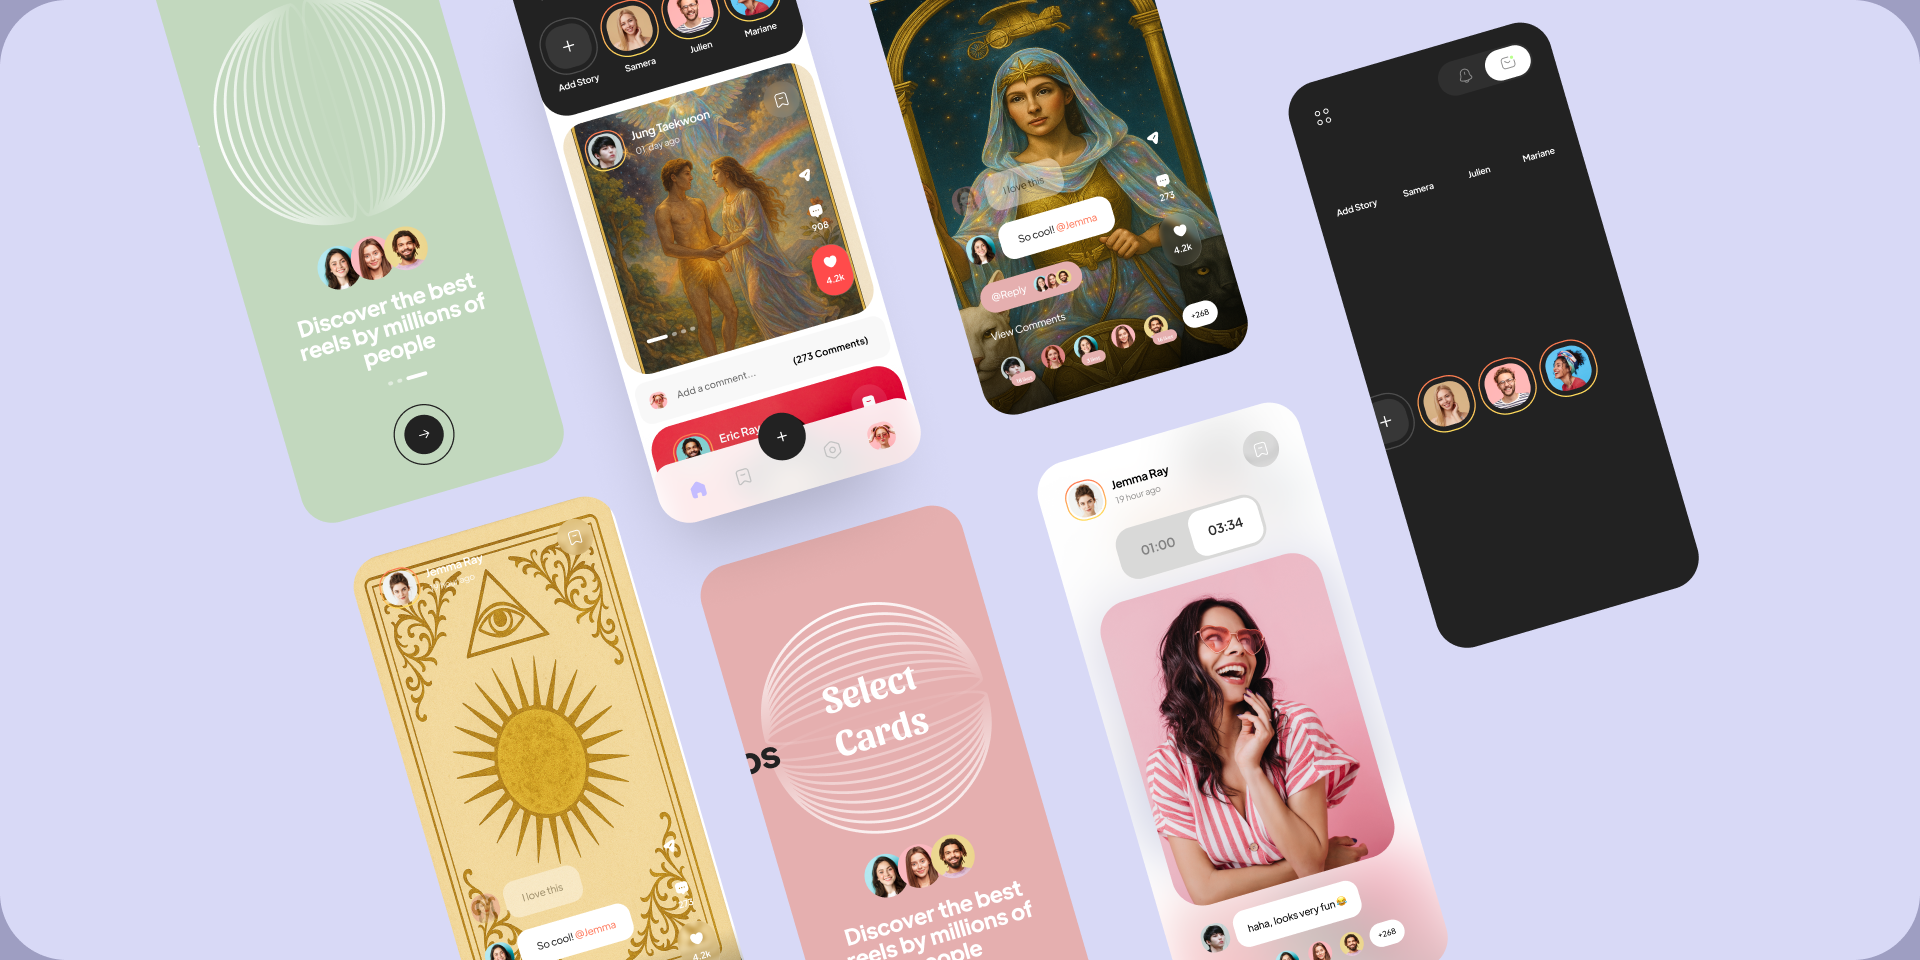 Discover the best
reels by millions of
people
Add Story
Samera
Julien
Mariane
Jung Taekwoon
01 day ago
908
4.2k
Add a comment...
(273 Comments)
Eric Ray
I love this
So cool! @Jemma
@Reply
View Comments
273
4.2k
+268
Add Story
Samera
Julien
Mariane
Jemma Ray
I love this
So cool! @Jemma
4.2k
Select
Cards
os
Discover the best
reels by millions of
people
Jemma Ray
19 hour ago
01:00
03:34
haha, looks very fun😂
+268